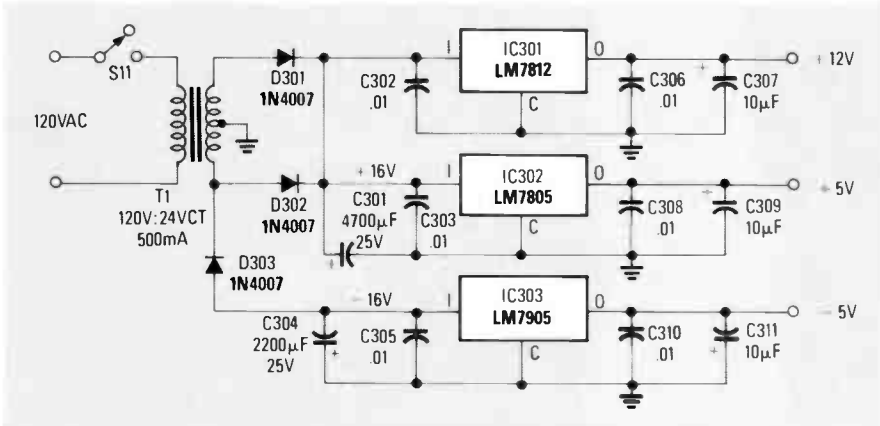 S11
120VAC
T1
120V:24VCT
500mA
D301
1N4007
D302
1N4007
D303
1N4007
C302
.01
I
IC301
LM7812
O
C
C306
.01
+
C307
10μF
+ 12V
+ 16V
C301
4700μF
25V
+
C303
.01
I
IC302
LM7805
O
C
C308
.01
+
C309
10μF
+ 5V
- 16V
C304
2200μF
25V
+
C305
.01
I
IC303
LM7905
O
C
C310
.01
C311
10μF
+
- 5V